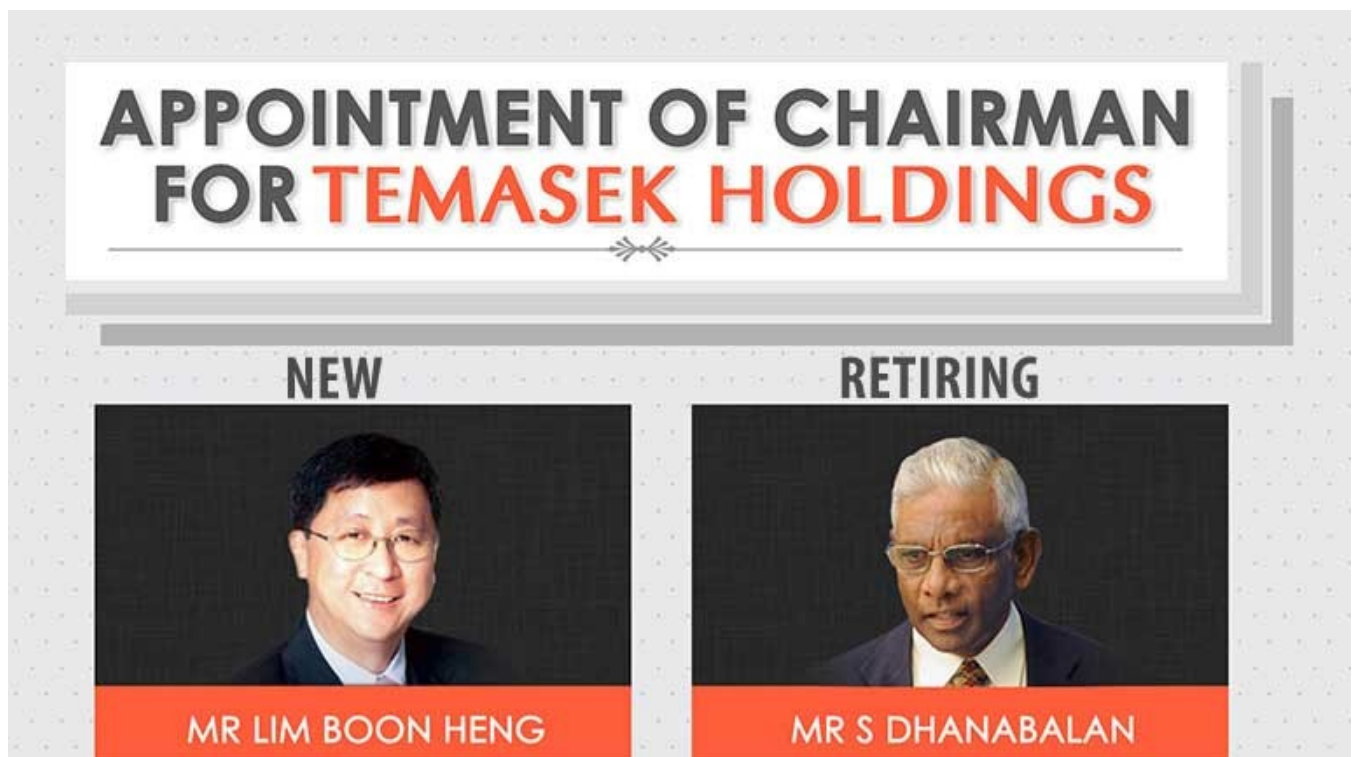 APPOINTMENT OF CHAIRMAN
FOR TEMASEK HOLDINGS
NEW
RETIRING
MR LIM BOON HENG
MR S DHANABALAN